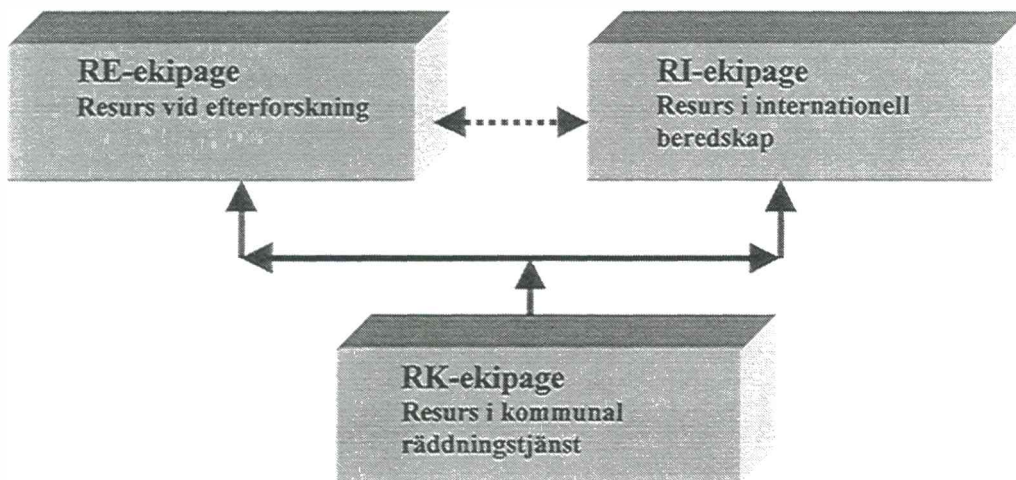 RE-ekipage
Resurs vid efterforskning
RI-ekipage
Resurs i internationell
beredskap
RK-ekipage
Resurs i kommunal
räddningstjänst